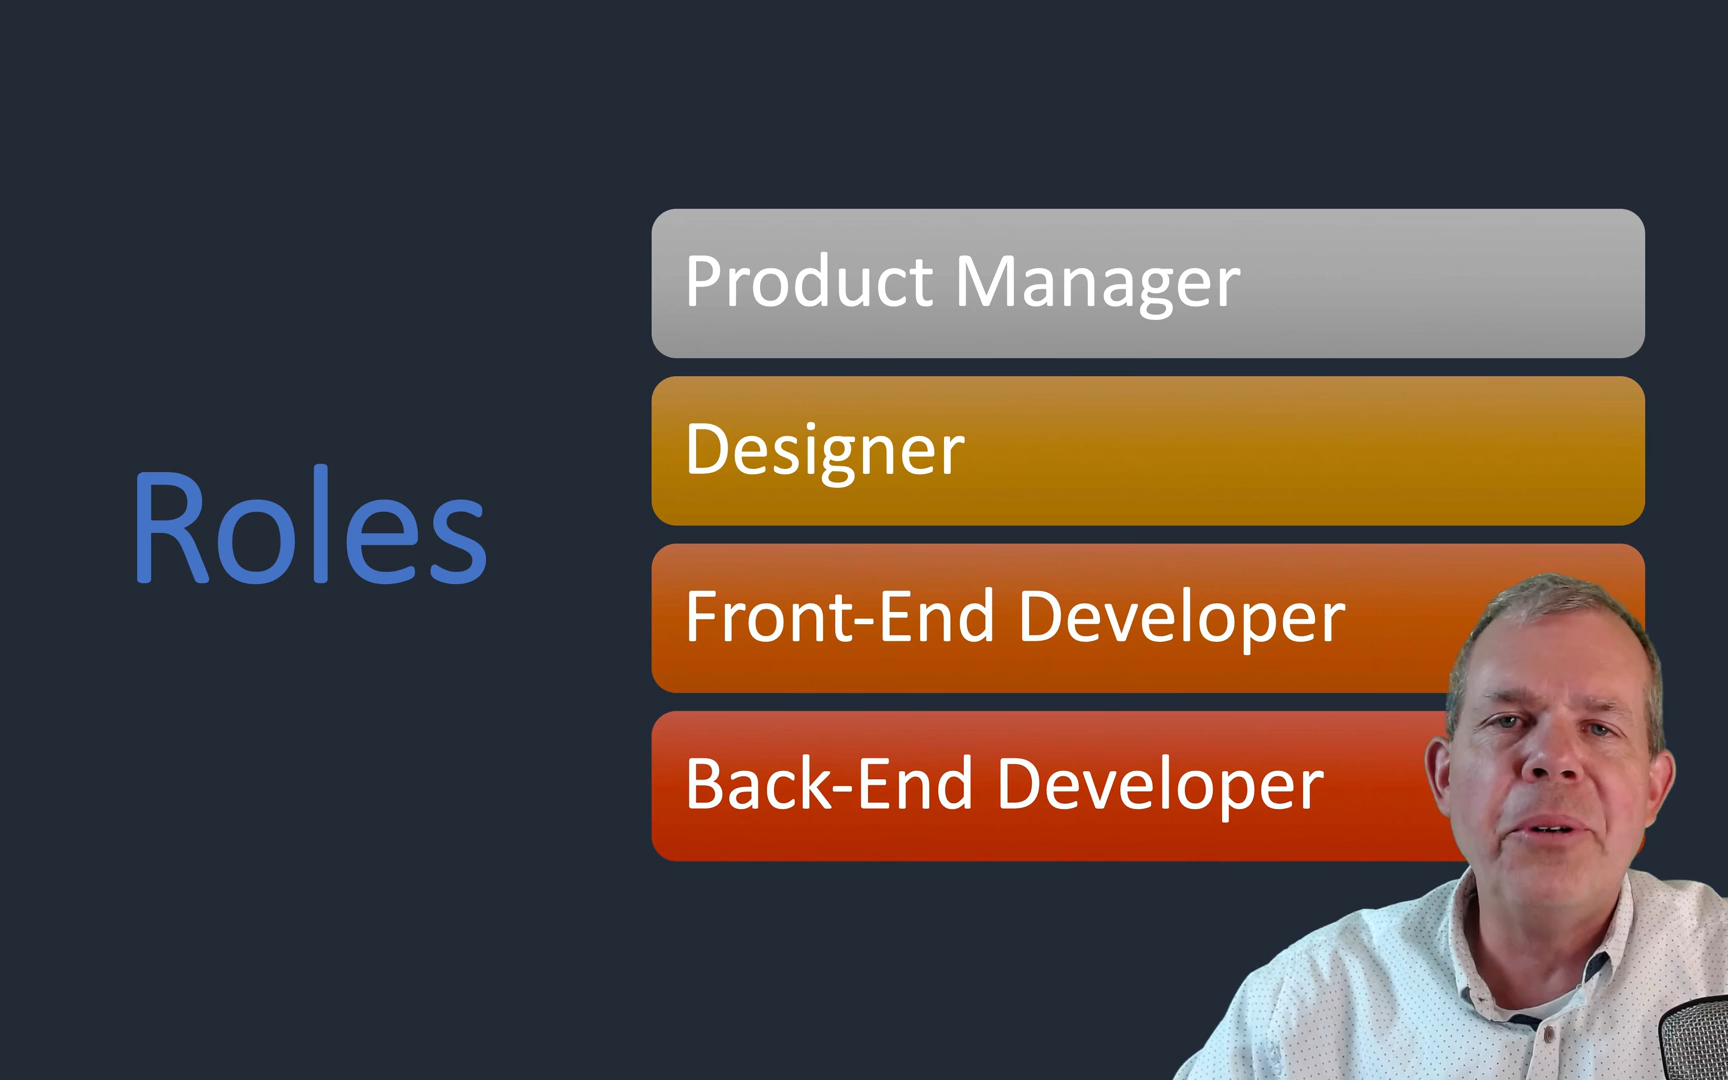 Roles
Product Manager
Designer
Front-End Developer
Back-End Developer